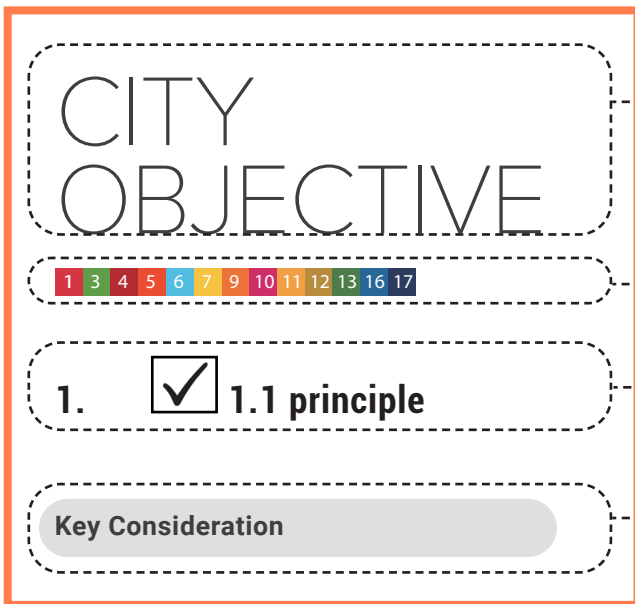 CITY
OBJECTIVE
1 3 4 5 6 7 9 10 11 12 13 16 17
1. 1.1 principle
Key Consideration